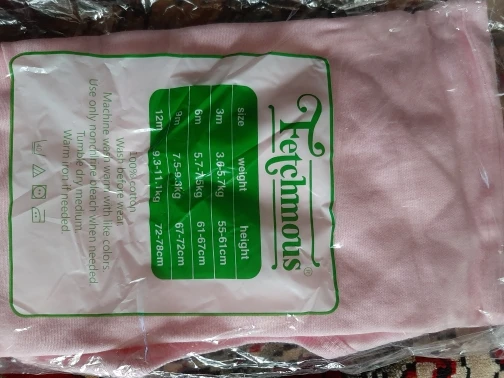 Fetchmous®
size weight height
3m 3.6-5.7kg 55-61cm
6m 5.7-7.5kg 61-67cm
9m 7.5-9.3kg 67-72cm
12m 9.3-11.1kg 72-78cm
100% cotton
Wash before wear
Machine wash warm with like colors.
Use only nonchlorine bleach when needed
Tumble dry medium
Warm iron if needed